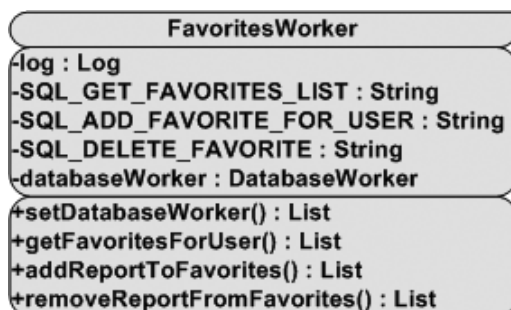 FavoritesWorker
-log : Log
-SQL_GET_FAVORITES_LIST : String
-SQL_ADD_FAVORITE_FOR_USER : String
-SQL_DELETE_FAVORITE : String
-databaseWorker : DatabaseWorker
+setDatabaseWorker() : List
+getFavoritesForUser() : List
+addReportToFavorites() : List
+removeReportFromFavorites() : List